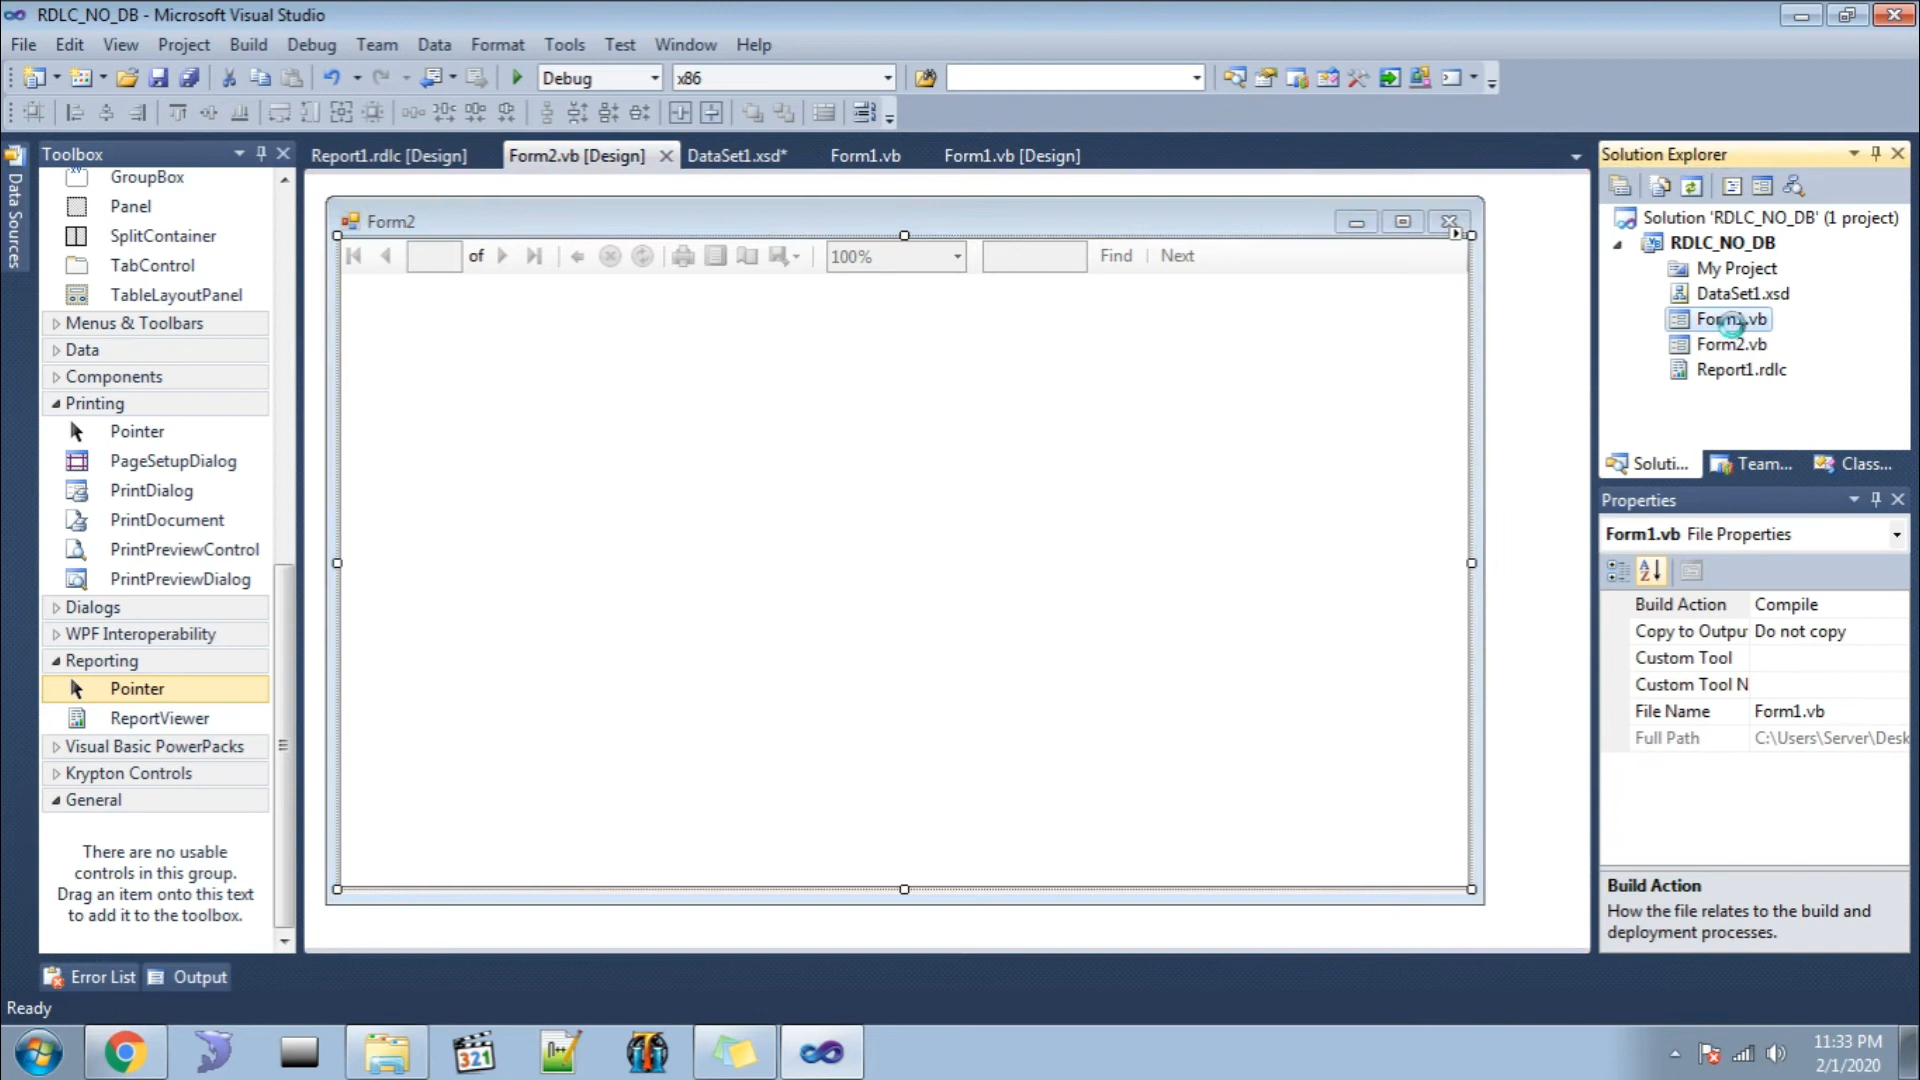 RDLC_NO_DB - Microsoft Visual Studio
File Edit View Project Build Debug Team Data Format Tools Test Window Help
Debug x86
Data Sources
Toolbox
GroupBox
Panel
SplitContainer
TabControl
TableLayoutPanel
Menus & Toolbars
Data
Components
Printing
Pointer
PageSetupDialog
PrintDialog
PrintDocument
PrintPreviewControl
PrintPreviewDialog
Dialogs
WPF Interoperability
Reporting
Pointer
ReportViewer
Visual Basic PowerPacks
Krypton Controls
General
There are no usable
controls in this group.
Drag an item onto this text
to add it to the toolbox.
Report1.rdlc [Design] Form2.vb [Design] DataSet1.xsd* Form1.vb Form1.vb [Design]
Form2
of 100% Find Next
Solution Explorer
Solution 'RDLC_NO_DB' (1 project)
RDLC_NO_DB
My Project
DataSet1.xsd
Form1.vb
Form2.vb
Report1.rdlc
Soluti... Team... Class...
Properties
Form1.vb File Properties
Build Action Compile
Copy to Outpu Do not copy
Custom Tool
Custom Tool N
File Name Form1.vb
Full Path C:\Users\Server\Desk
Build Action
How the file relates to the build and
deployment processes.
Error List Output
Ready
321
11:33 PM
2/1/2020